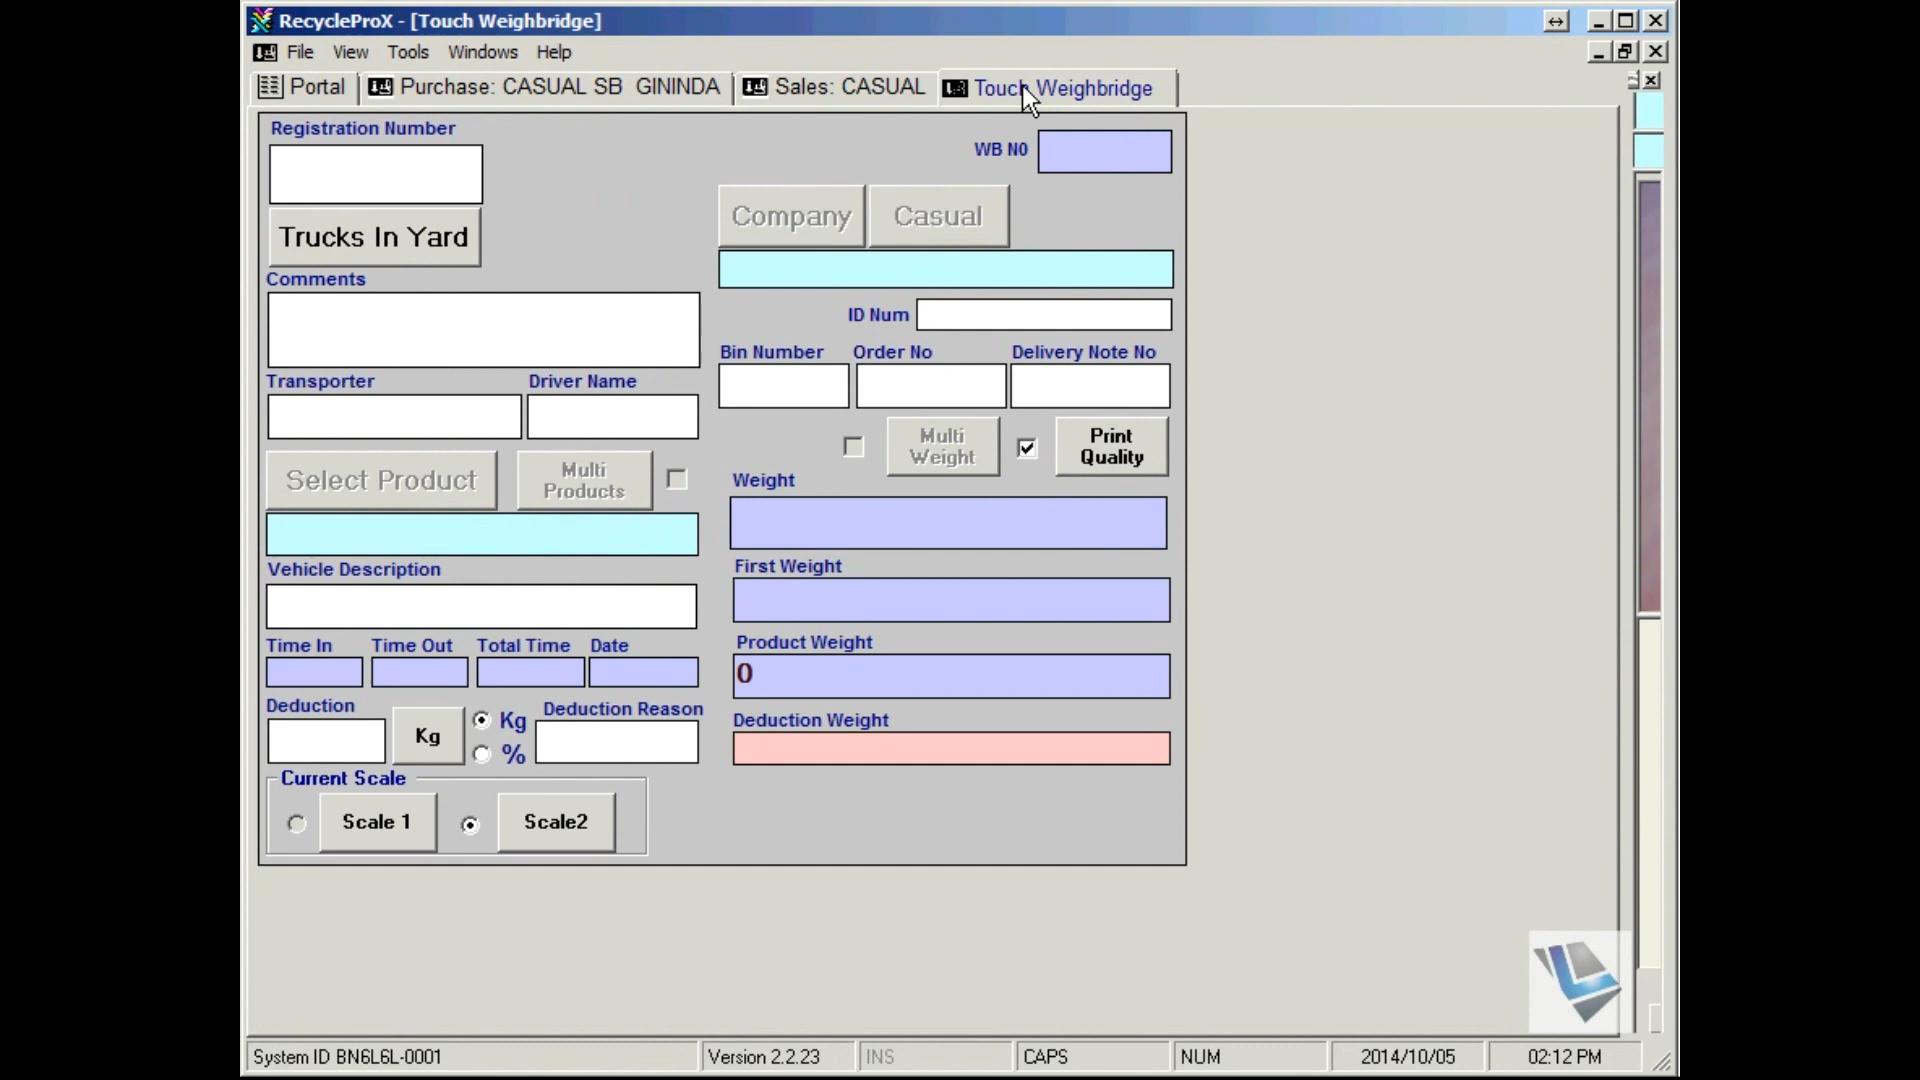 RecycleProX - [Touch Weighbridge]
File View Tools Windows Help
Portal Purchase: CASUAL SB GININDA Sales: CASUAL Touch Weighbridge
Registration Number
WB N0
Trucks In Yard
Company Casual
Comments
ID Num
Bin Number Order No Delivery Note No
Transporter Driver Name
Multi Weight
Print Quality
Select Product
Multi Products
Weight
Vehicle Description
First Weight
Time In Time Out Total Time Date
Product Weight
0
Deduction
Kg
Kg
%
Deduction Reason
Deduction Weight
Current Scale
Scale 1 Scale2
System ID BN6L6L-0001 Version 2.2.23 INS CAPS NUM 2014/10/05 02:12 PM